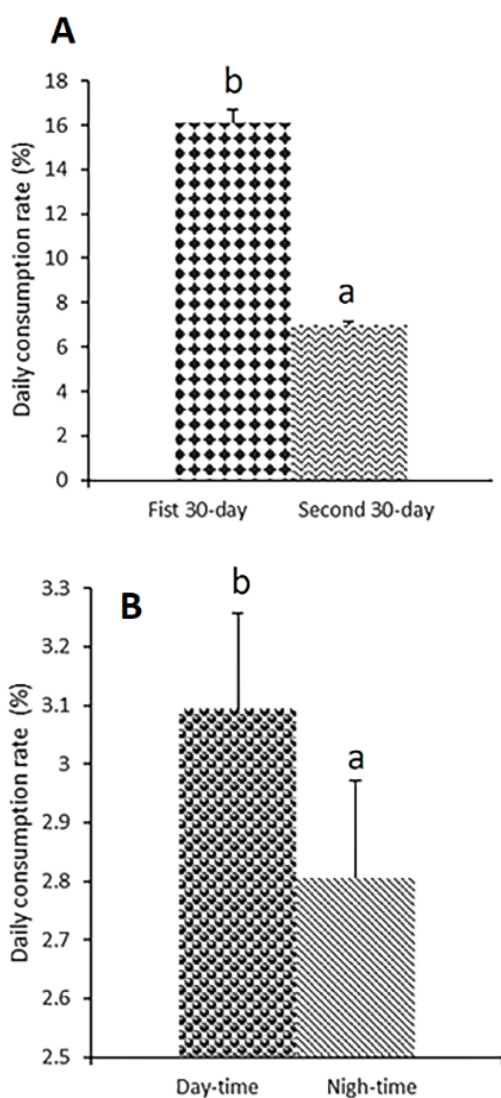 A
Daily consumption rate (%)
18
16
14
12
10
8
6
4
2
0
b
a
Fist 30-day
Second 30-day
B
Daily consumption rate (%)
3.3
3.2
3.1
3
2.9
2.8
2.7
2.6
2.5
b
a
Day-time
Nigh-time